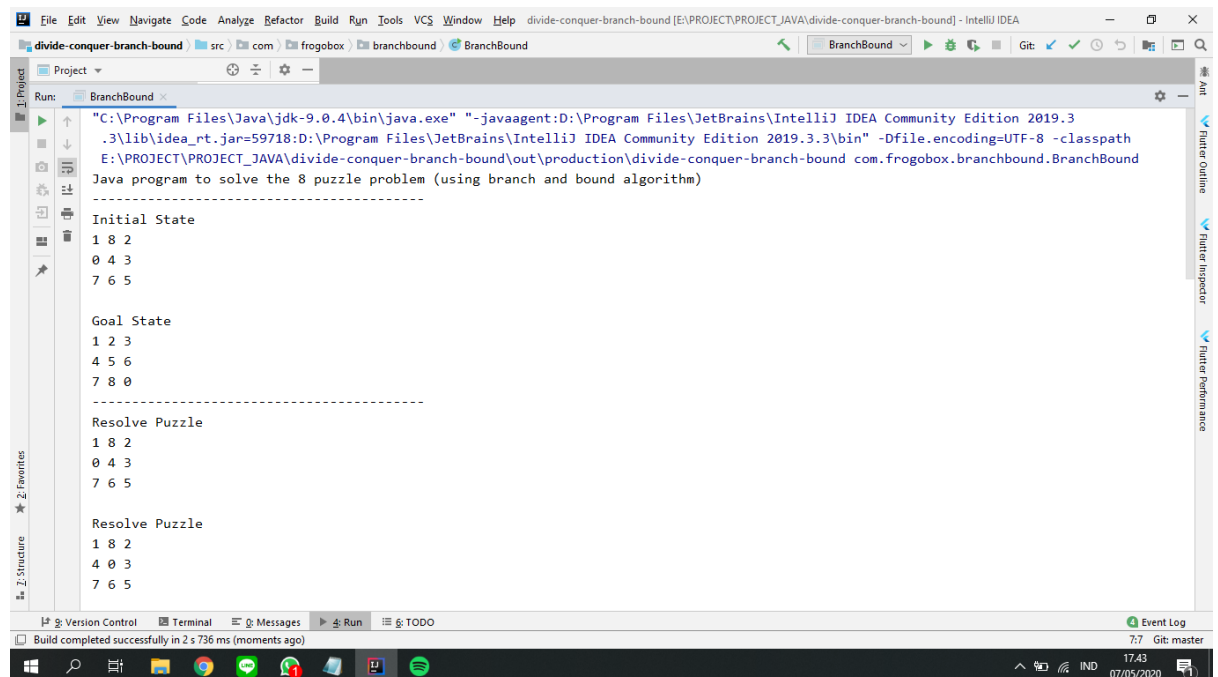 File Edit View Navigate Code Analyze Refactor Build Run Tools VCS Window Help divide-conquer-branch-bound [E:\PROJECT\PROJECT_JAVA\divide-conquer-branch-bound] - IntelliJ IDEA
divide-conquer-branch-bound src com frogobox branchbound BranchBound BranchBound Git:
1: Project
Project
Ant
Run: BranchBound
"C:\Program Files\Java\jdk-9.0.4\bin\java.exe" "-javaagent:D:\Program Files\JetBrains\IntelliJ IDEA Community Edition 2019.3
.3\lib\idea_rt.jar=59718:D:\Program Files\JetBrains\IntelliJ IDEA Community Edition 2019.3.3\bin" -Dfile.encoding=UTF-8 -classpath
E:\PROJECT\PROJECT_JAVA\divide-conquer-branch-bound\out\production\divide-conquer-branch-bound com.frogobox.branchbound.BranchBound
Java program to solve the 8 puzzle problem (using branch and bound algorithm)
------------------------------------------
Initial State
1 8 2
0 4 3
7 6 5
Goal State
1 2 3
4 5 6
7 8 0
------------------------------------------
Resolve Puzzle
1 8 2
0 4 3
7 6 5
Resolve Puzzle
1 8 2
4 0 3
7 6 5
Flutter Outline
Flutter Inspector
Flutter Performance
2: Favorites
7: Structure
9: Version Control Terminal 0: Messages 4: Run 6: TODO 4 Event Log
Build completed successfully in 2 s 736 ms (moments ago) 7:7 Git: master
LINE 1 IND 17.43
07/05/2020 1